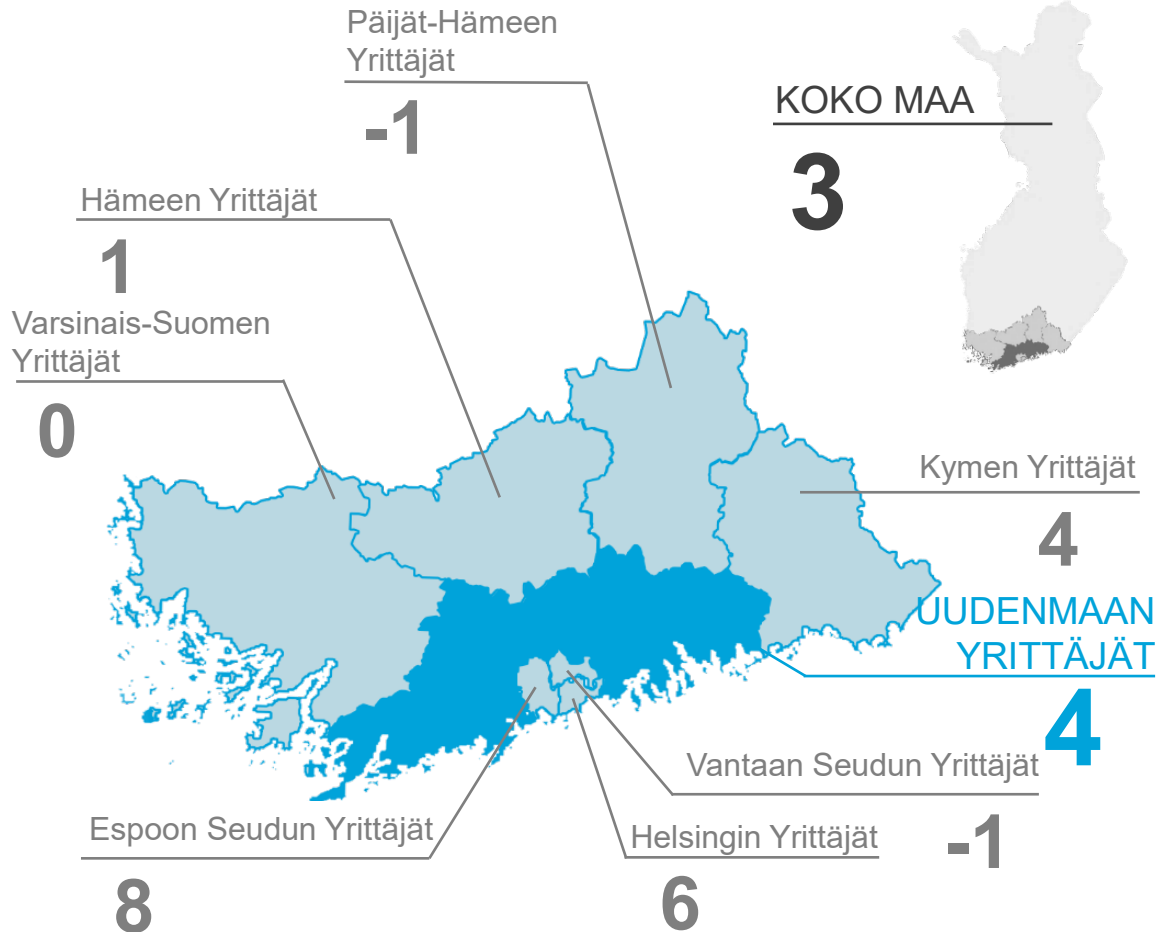 Päijät-Hämeen
Yrittäjät
-1
KOKO MAA
3
Hämeen Yrittäjät
1
Varsinais-Suomen
Yrittäjät
0
Kymen Yrittäjät
4
UUDENMAAN
YRITTÄJÄT
4
Vantaan Seudun Yrittäjät
-1
Espoon Seudun Yrittäjät
8
Helsingin Yrittäjät
6